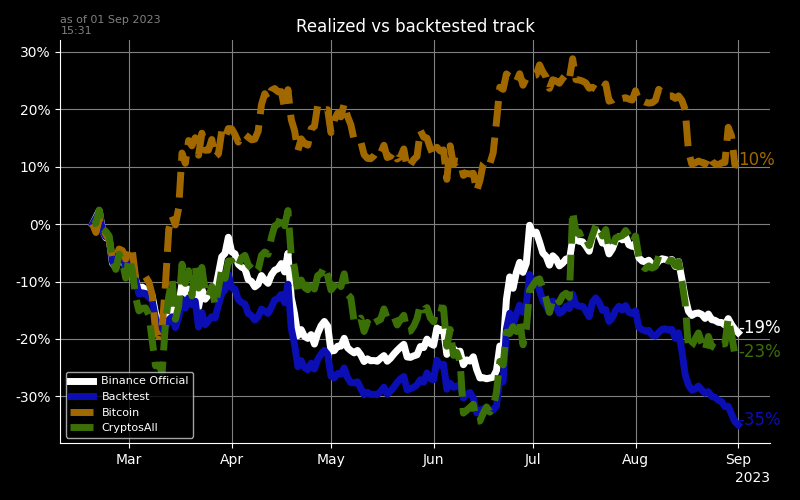 as of 01 Sep 2023
15:31
Realized vs backtested track
30%
20%
10%
0%
-10%
-20%
-30%
10%
-19%
-23%
-35%
Binance Official
Backtest
Bitcoin
CryptosAll
Mar Apr May Jun Jul Aug Sep
2023